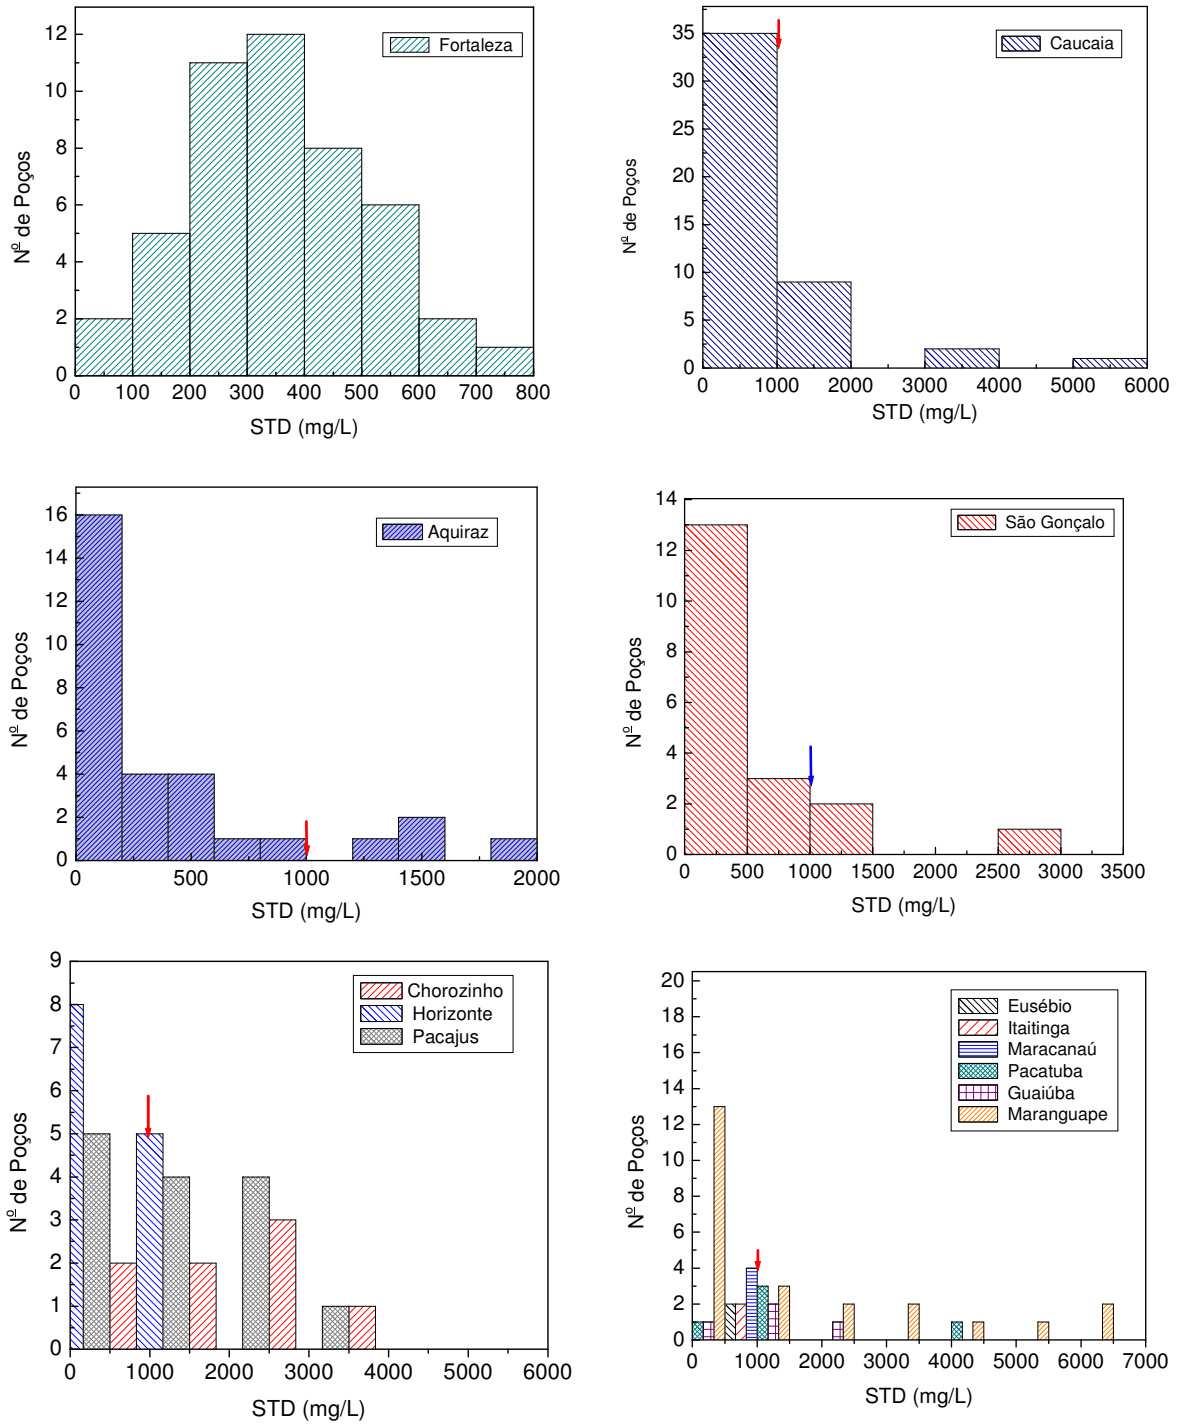 12
10
8
6
4
2
0
Nº de Poços
Fortaleza
0 100 200 300 400 500 600 700 800
STD (mg/L)
35
30
25
20
15
10
5
0
Nº de Poços
Caucaia
0 1000 2000 3000 4000 5000 6000
STD (mg/L)
16
14
12
10
8
6
4
2
0
Nº de Poços
Aquiraz
0 500 1000 1500 2000
STD (mg/L)
14
12
10
8
6
4
2
0
Nº de Poços
São Gonçalo
0 500 1000 1500 2000 2500 3000 3500
STD (mg/L)
9
8
7
6
5
4
3
2
1
0
Nº de Poços
Chorozinho
Horizonte
Pacajus
0 1000 2000 3000 4000 5000 6000
STD (mg/L)
20
18
16
14
12
10
8
6
4
2
0
Nº de Poços
Eusébio
Itaitinga
Maracanaú
Pacatuba
Guaiúba
Maranguape
0 1000 2000 3000 4000 5000 6000 7000
STD (mg/L)